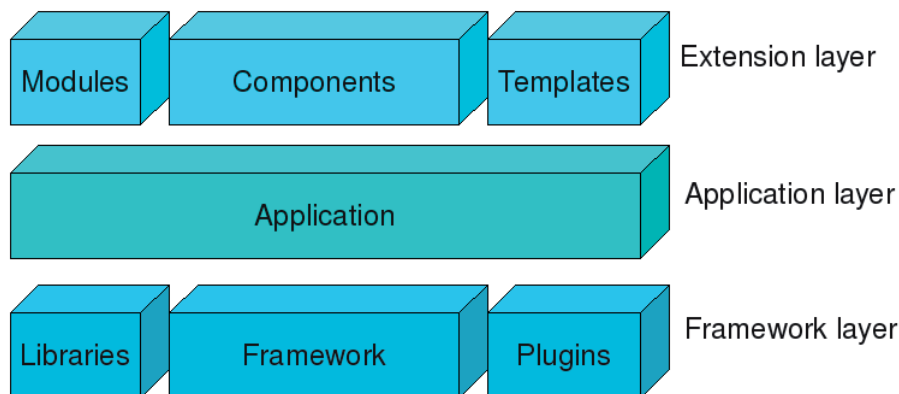 Modules
Components
Templates
Extension layer
Application
Application layer
Libraries
Framework
Plugins
Framework layer